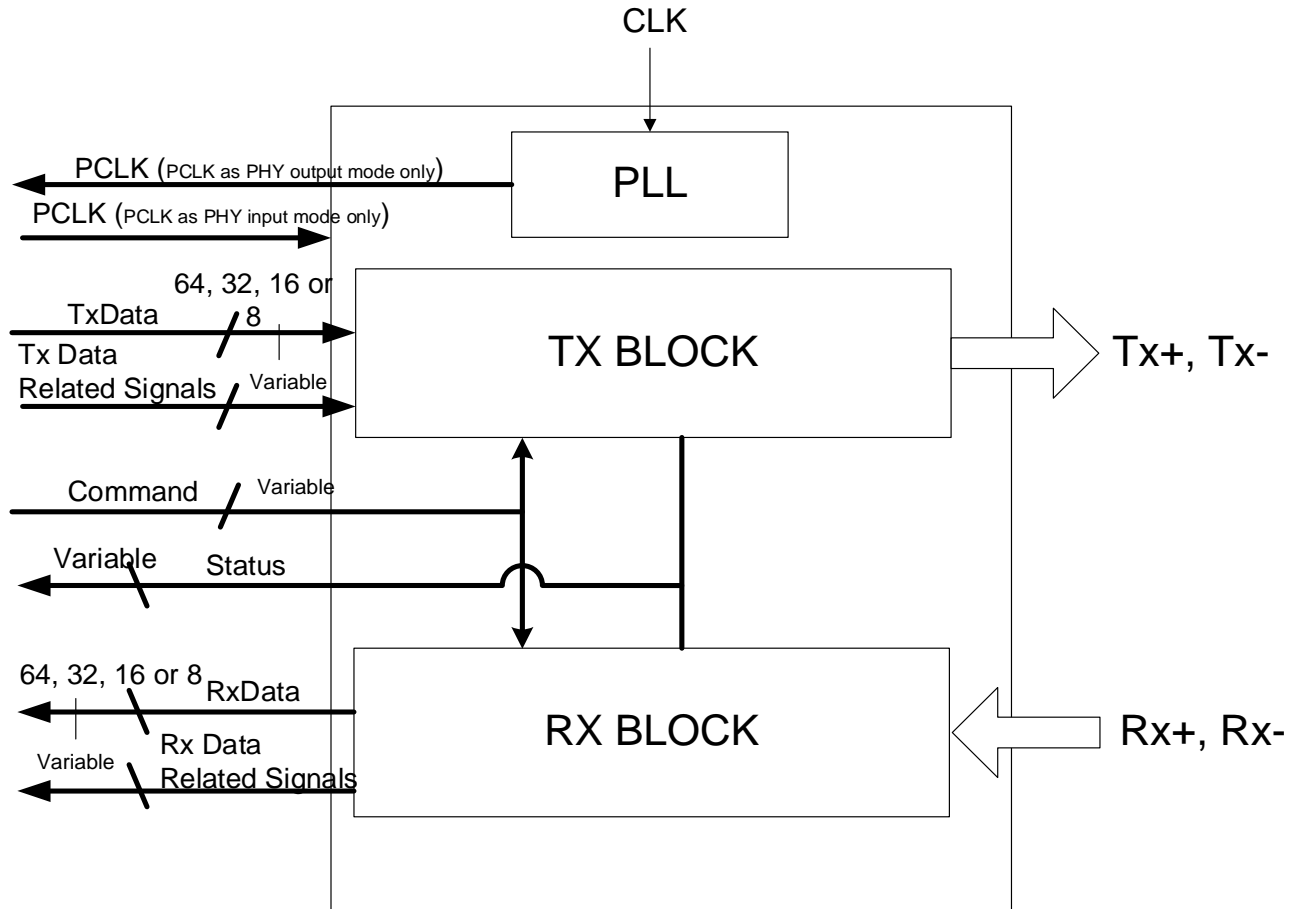 CLK
PCLK (PCLK as PHY output mode only)
PLL
PCLK (PCLK as PHY input mode only)
64, 32, 16 or
8
TxData
Tx Data
Related Signals
Variable
TX BLOCK
Tx+, Tx-
Command
Variable
Variable
Status
64, 32, 16 or 8
RxData
Variable
Rx Data
Related Signals
RX BLOCK
Rx+, Rx-